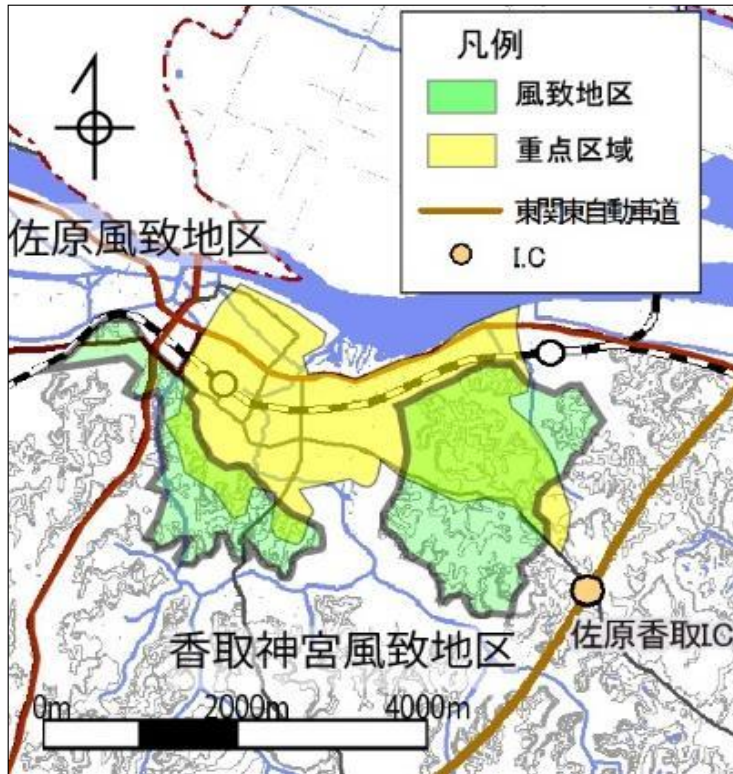 凡例
風致地区
重点区域
東関東自動車道
I.C
佐原風致地区
佐原香取IC
香取神宮風致地区
0m 2000m 4000m